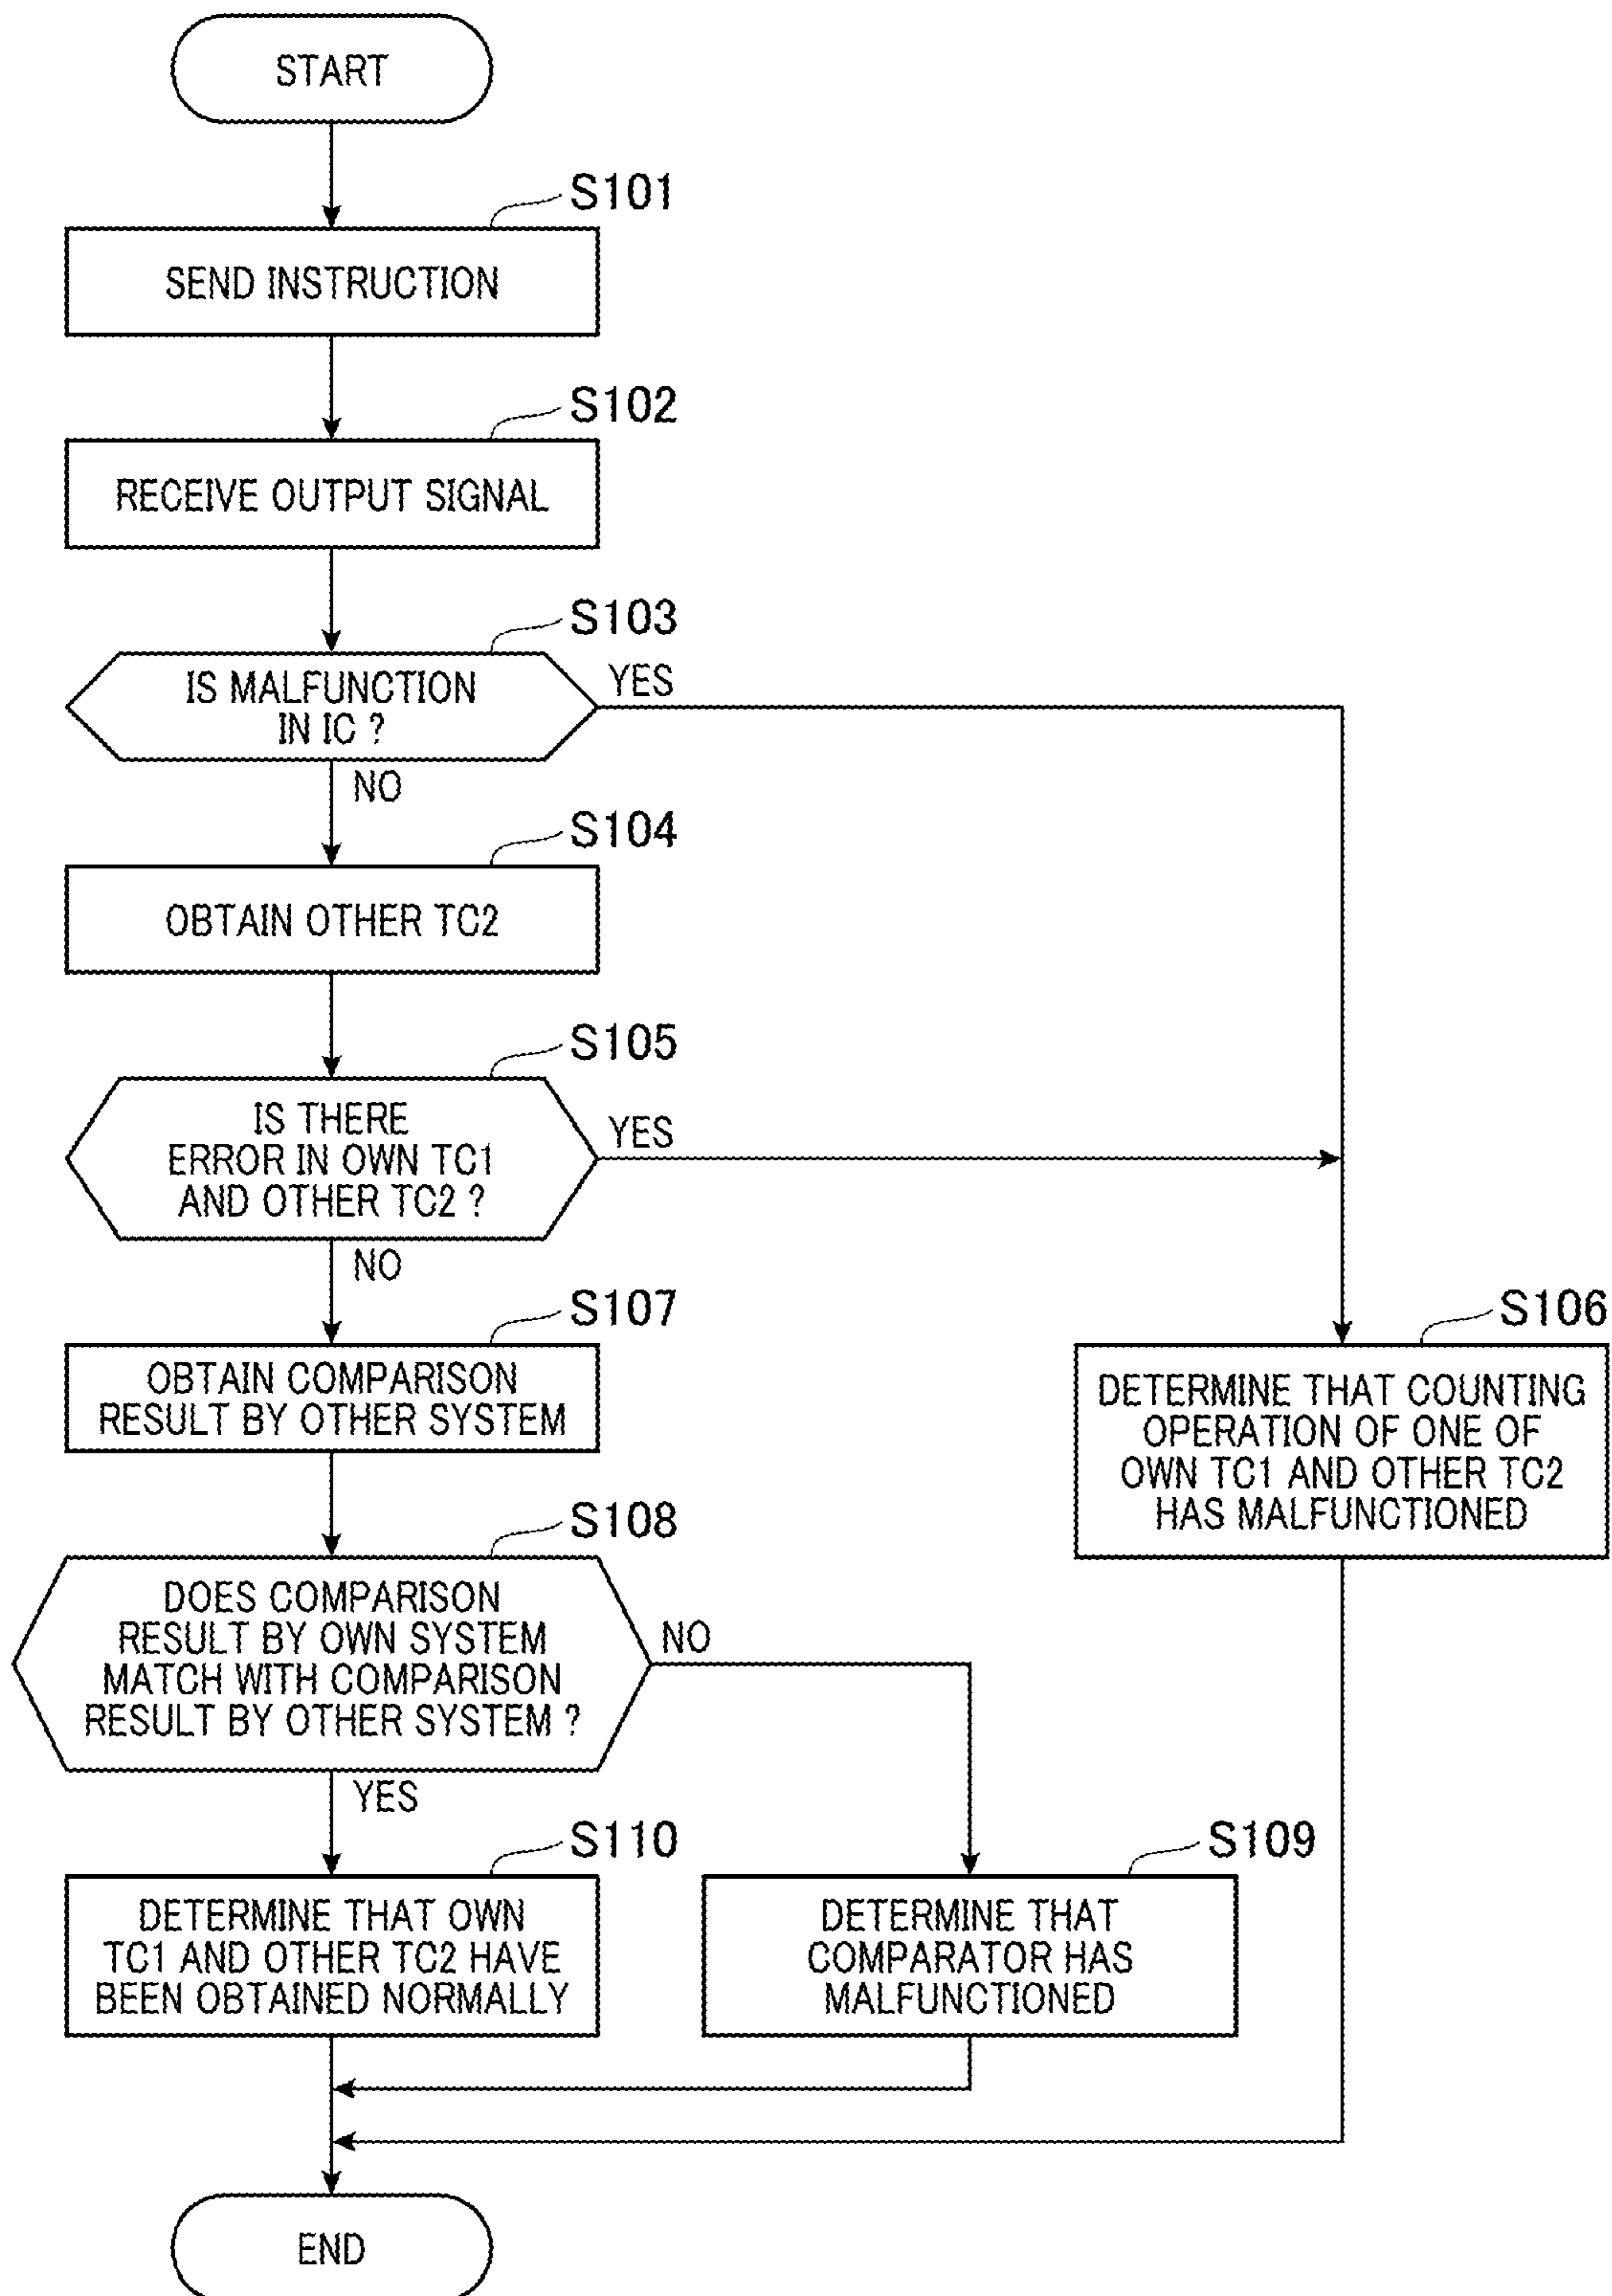 START
S101
SEND INSTRUCTION
S102
RECEIVE OUTPUT SIGNAL
S103
IS MALFUNCTION
IN IC ?
YES
NO
S104
OBTAIN OTHER TC2
S105
IS THERE
ERROR IN OWN TC1
AND OTHER TC2 ?
YES
NO
S107
OBTAIN COMPARISON
RESULT BY OTHER SYSTEM
S106
DETERMINE THAT COUNTING
OPERATION OF ONE OF
OWN TC1 AND OTHER TC2
HAS MALFUNCTIONED
S108
DOES COMPARISON
RESULT BY OWN SYSTEM
MATCH WITH COMPARISON
RESULT BY OTHER SYSTEM ?
NO
YES
S110
DETERMINE THAT OWN
TC1 AND OTHER TC2 HAVE
BEEN OBTAINED NORMALLY
S109
DETERMINE THAT
COMPARATOR HAS
MALFUNCTIONED
END